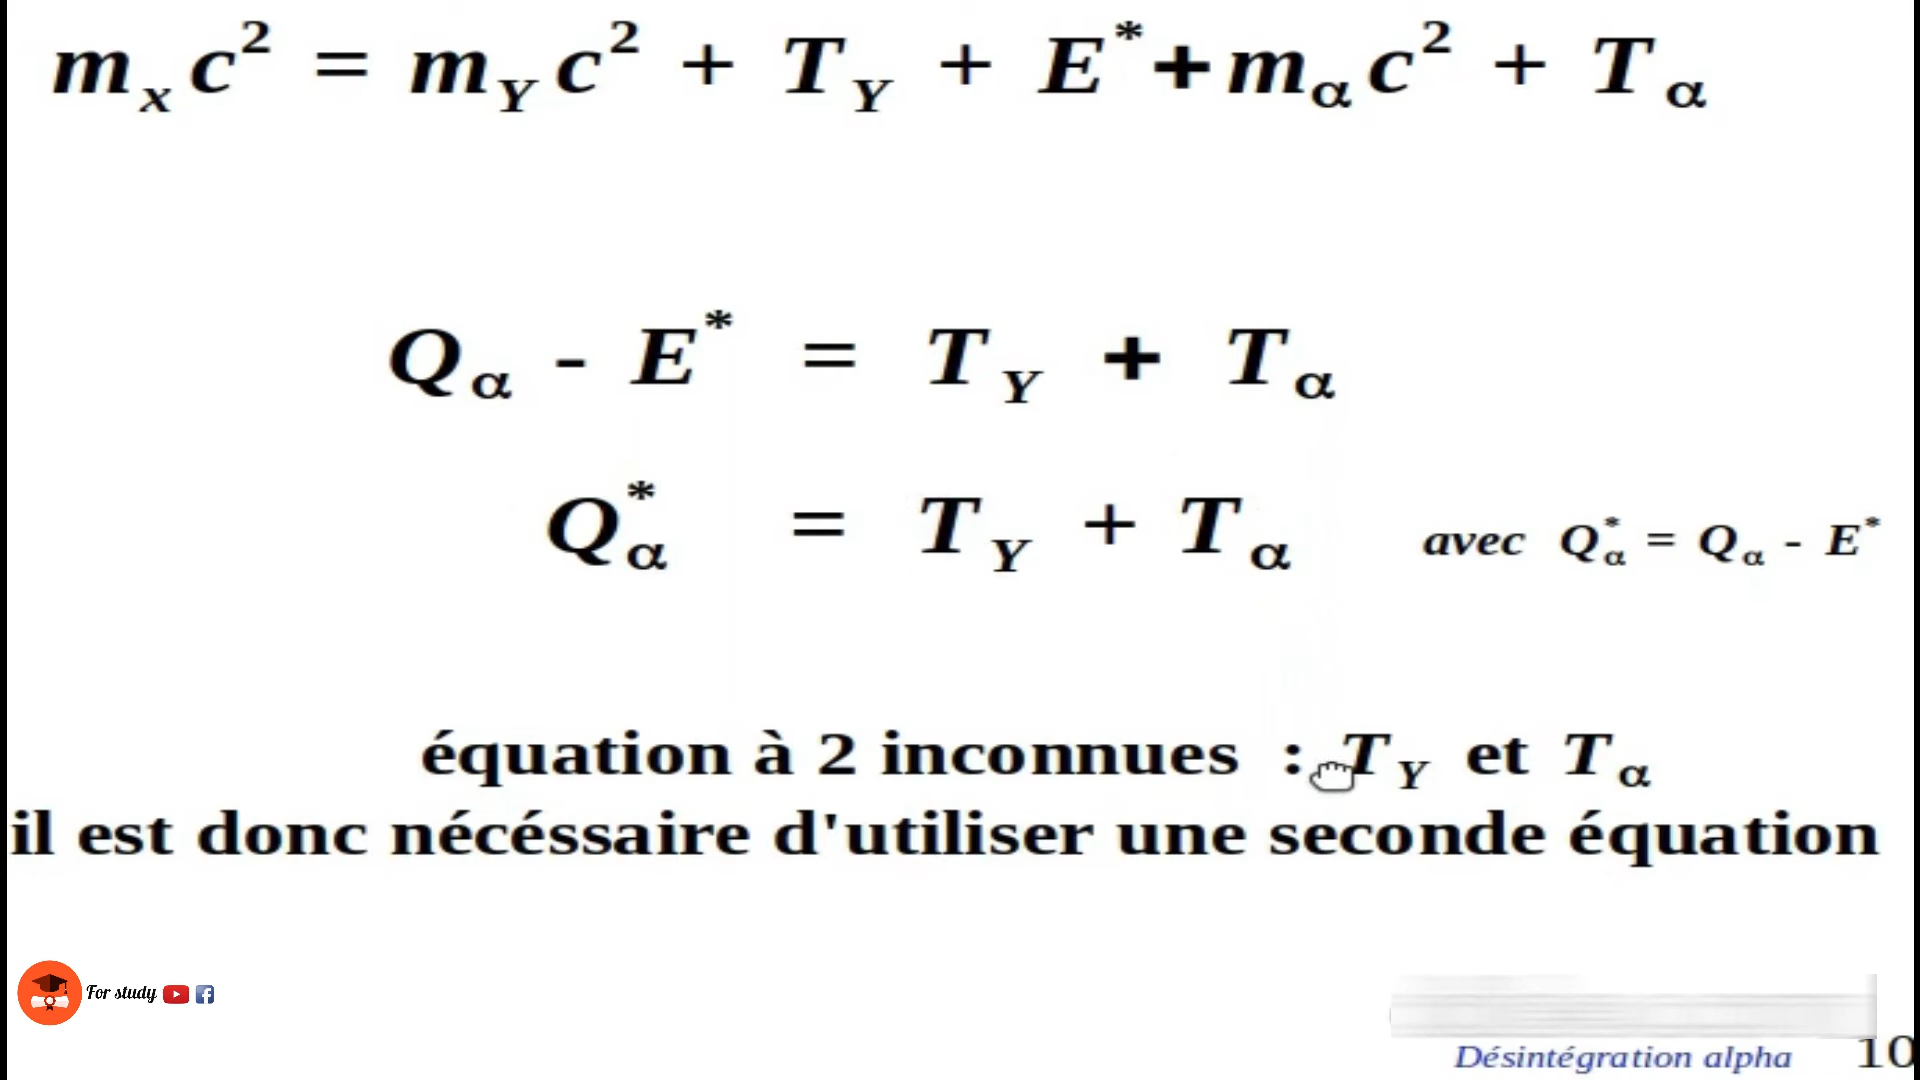 m_x c² = m_Y c² + T_Y + E* + m_α c² + T_α
Q_α - E* = T_Y + T_α
Q*_α = T_Y + T_α avec Q*_α = Q_α - E*
équation à 2 inconnues : T_Y et T_α
il est donc nécéssaire d'utiliser une seconde équation
For study
Désintégration alpha 10